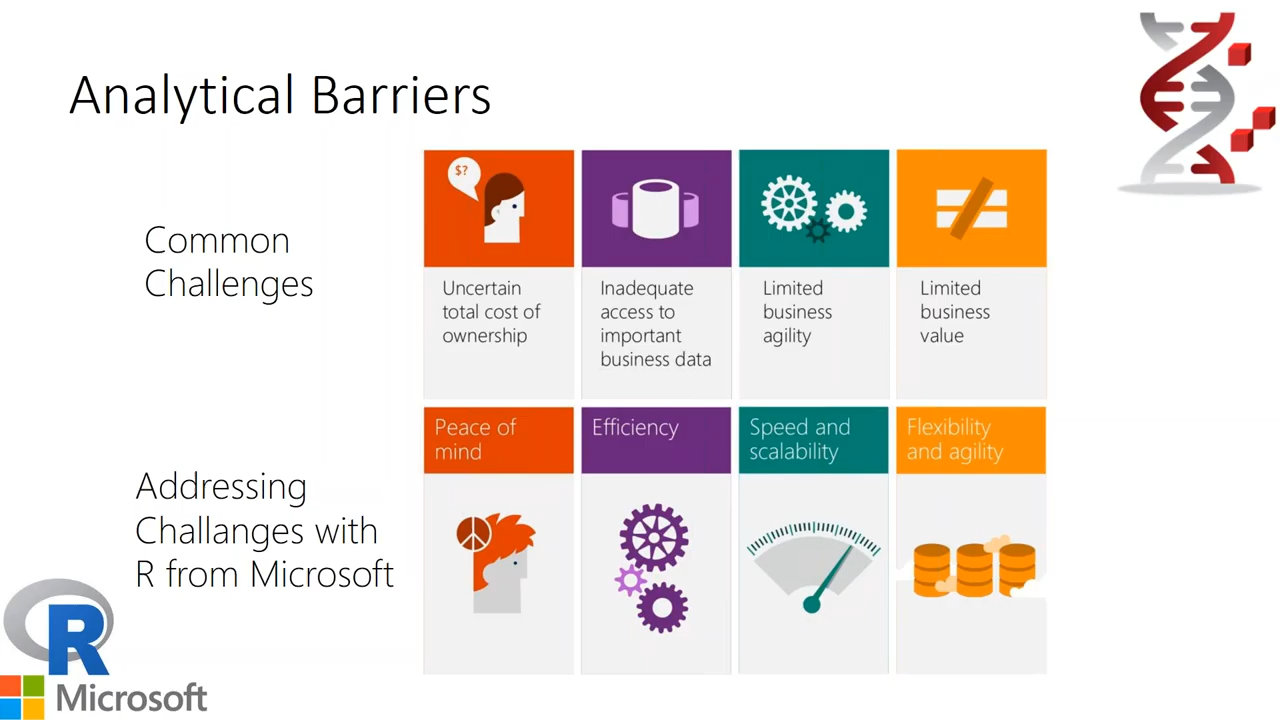 Analytical Barriers
Common
Challenges
$?
Uncertain
total cost of
ownership
Inadequate
access to
important
business data
Limited
business
agility
Limited
business
value
Addressing
Challanges with
R from Microsoft
Peace of
mind
Efficiency
Speed and
scalability
Flexibility
and agility
R
Microsoft